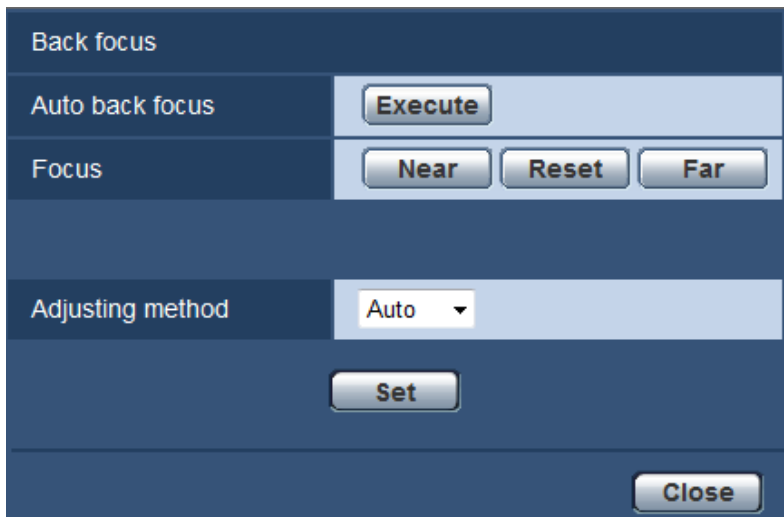 Back focus
Auto back focus Execute
Focus Near Reset Far
Adjusting method Auto
Set
Close